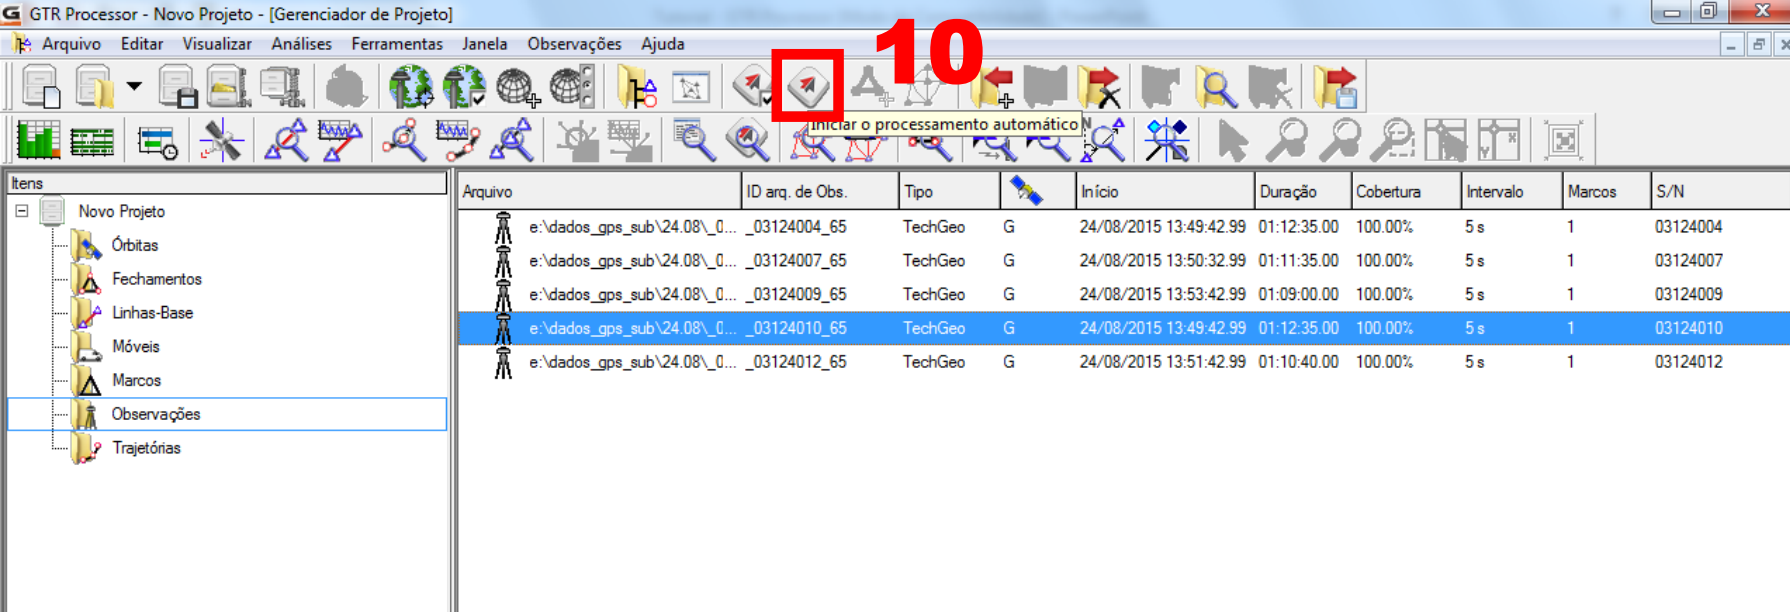 GTR Processor - Novo Projeto - [Gerenciador de Projeto]
Arquivo Editar Visualizar Análises Ferramentas Janela Observações Ajuda
10
Iniciar o processamento automático
Itens
Novo Projeto
Órbitas
Fechamentos
Linhas-Base
Móveis
Marcos
Observações
Trajetórias
Arquivo ID arq. de Obs. Tipo Início Duração Cobertura Intervalo Marcos S/N
e:\dados_gps_sub\24.08\_0... _03124004_65 TechGeo G 24/08/2015 13:49:42.99 01:12:35.00 100.00% 5 s 1 03124004
e:\dados_gps_sub\24.08\_0... _03124007_65 TechGeo G 24/08/2015 13:50:32.99 01:11:35.00 100.00% 5 s 1 03124007
e:\dados_gps_sub\24.08\_0... _03124009_65 TechGeo G 24/08/2015 13:53:42.99 01:09:00.00 100.00% 5 s 1 03124009
e:\dados_gps_sub\24.08\_0... _03124010_65 TechGeo G 24/08/2015 13:49:42.99 01:12:35.00 100.00% 5 s 1 03124010
e:\dados_gps_sub\24.08\_0... _03124012_65 TechGeo G 24/08/2015 13:51:42.99 01:10:40.00 100.00% 5 s 1 03124012